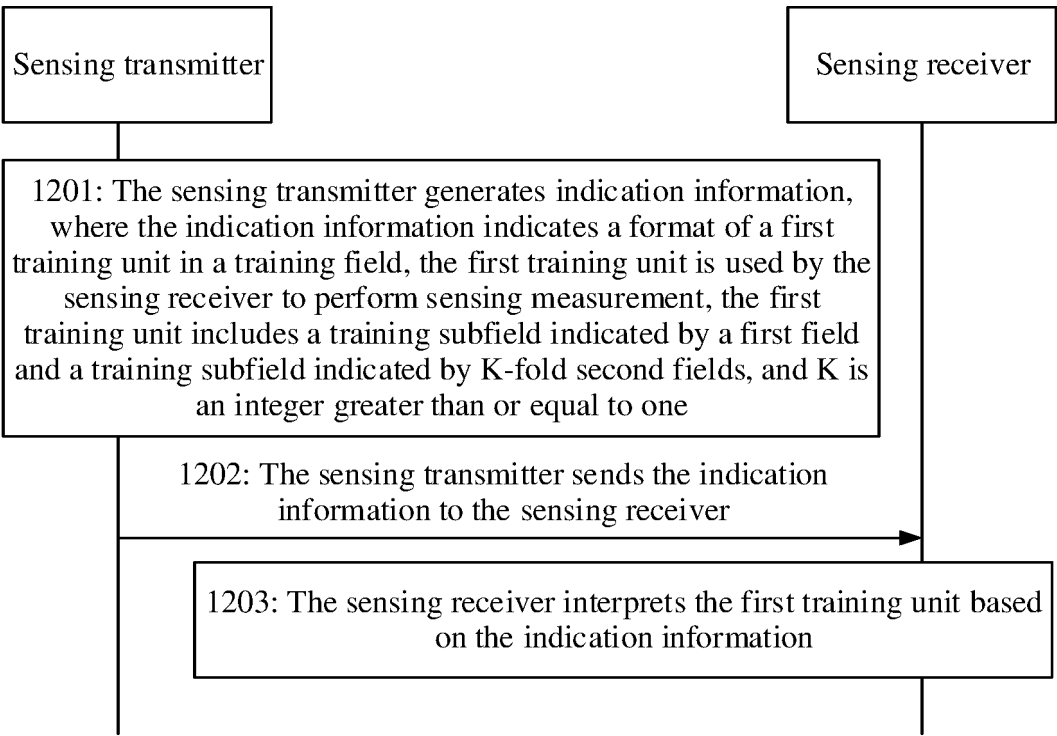 Sensing transmitter
Sensing receiver
1201: The sensing transmitter generates indication information,
where the indication information indicates a format of a first
training unit in a training field, the first training unit is used by the
sensing receiver to perform sensing measurement, the first
training unit includes a training subfield indicated by a first field
and a training subfield indicated by K-fold second fields, and K is
an integer greater than or equal to one
1202: The sensing transmitter sends the indication
information to the sensing receiver
1203: The sensing receiver interprets the first training unit based
on the indication information